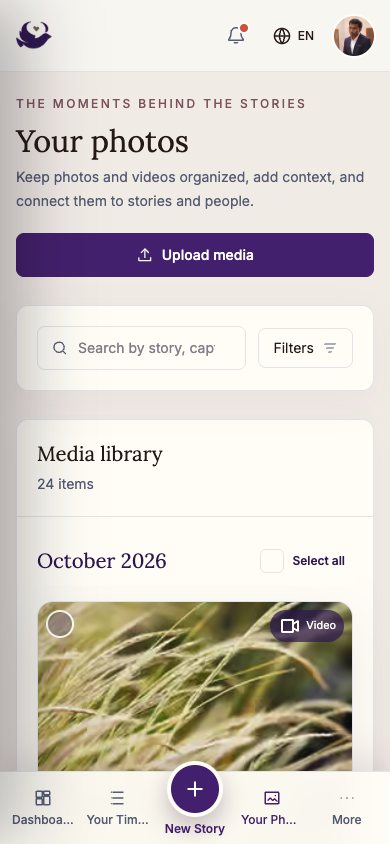 EN
THE MOMENTS BEHIND THE STORIES
Your photos
Keep photos and videos organized, add context, and
connect them to stories and people.
Upload media
Search by story, cap
Filters
Media library
24 items
October 2026
Select all
Video
Dashboa...
Your Tim...
New Story
Your Ph...
More